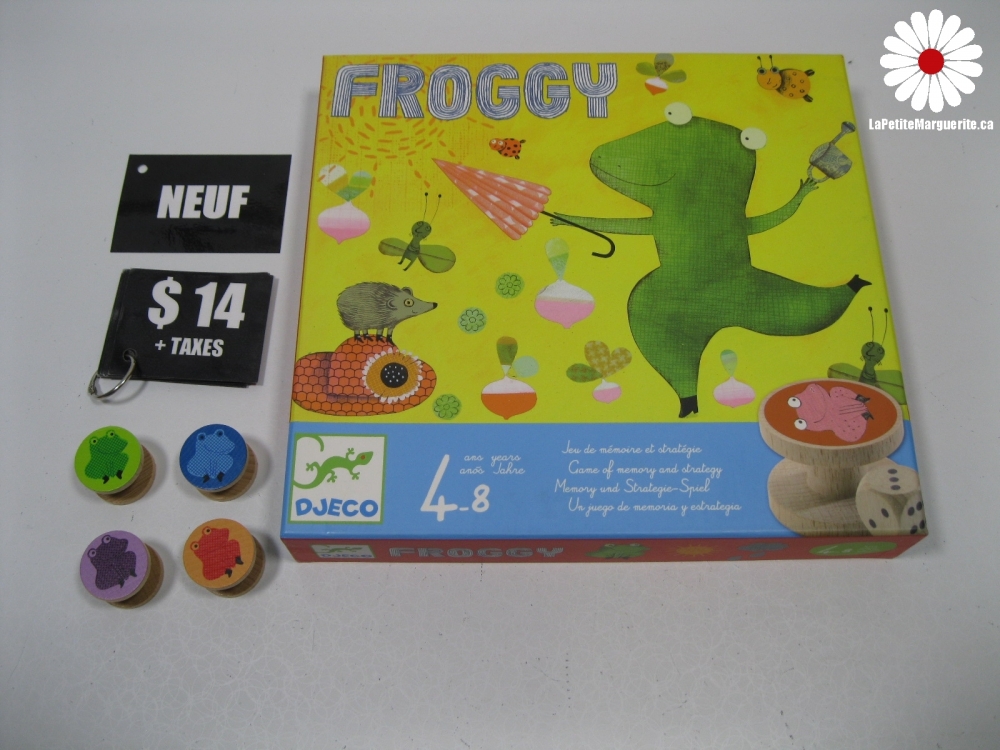 LaPetiteMarguerite.ca
FROGGY
NEUF
$ 14
+ TAXES
DJECO
4-8
ans years
años Jahre
Jeu de mémoire et stratégie
Game of memory and strategy
Memory und Strategie-Spiel
Un juego de memoria y estrategia
DJECO
FROGGY